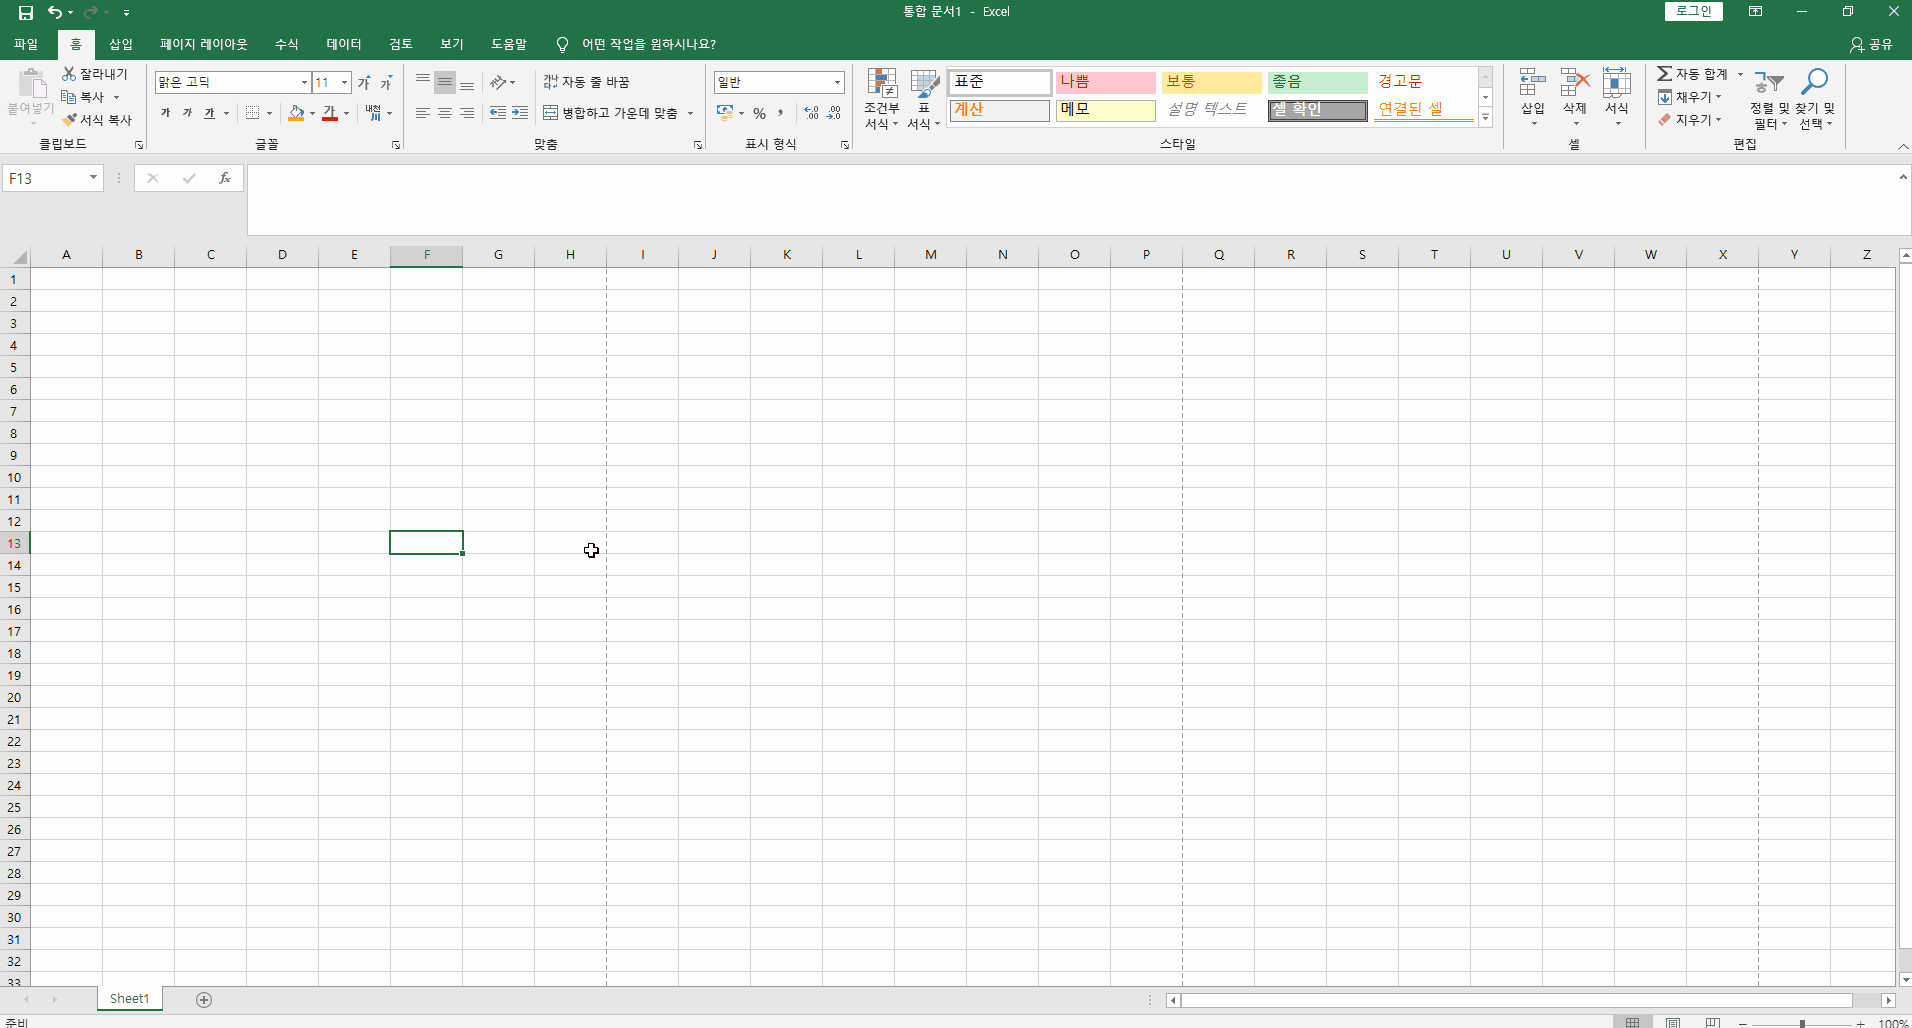 통합 문서1 - Excel
로그인
파일 홈 삽입 페이지 레이아웃 수식 데이터 검토 보기 도움말 어떤 작업을 원하시나요? 공유
붙여넣기
잘라내기
복사
서식 복사
클립보드
맑은 고딕 11 가 가
가 가 가 가 내천 川
글꼴
자동 줄 바꿈
병합하고 가운데 맞춤
맞춤
일반
% , .00
표시 형식
조건부 서식
표 서식
표준 나쁨 보통 좋음 경고문
계산 메모 설명 텍스트 셀 확인 연결된 셀
스타일
삽입 삭제 서식
셀
자동 합계
채우기
지우기
정렬 및 필터
찾기 및 선택
편집
F13 fx
A B C D E F G H I J K L M N O P Q R S T U V W X Y Z
1
2
3
4
5
6
7
8
9
10
11
12
13
14
15
16
17
18
19
20
21
22
23
24
25
26
27
28
29
30
31
32
33
Sheet1
준비 100%